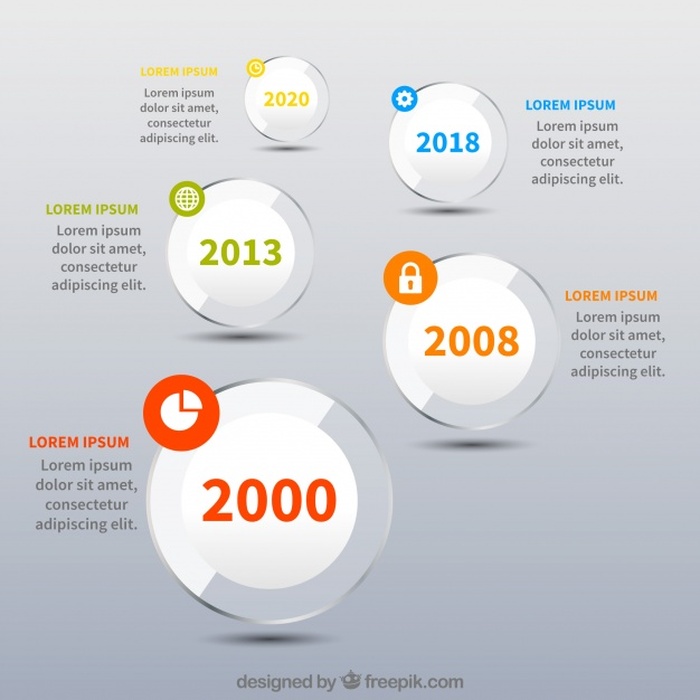 LOREM IPSUM
Lorem ipsum
dolor sit amet,
consectetur
adipiscing elit.
2020
2018
LOREM IPSUM
Lorem ipsum
dolor sit amet,
consectetur
adipiscing elit.
LOREM IPSUM
Lorem ipsum
dolor sit amet,
consectetur
adipiscing elit.
2013
2008
LOREM IPSUM
Lorem ipsum
dolor sit amet,
consectetur
adipiscing elit.
LOREM IPSUM
Lorem ipsum
dolor sit amet,
consectetur
adipiscing elit.
2000
designed by freepik.com